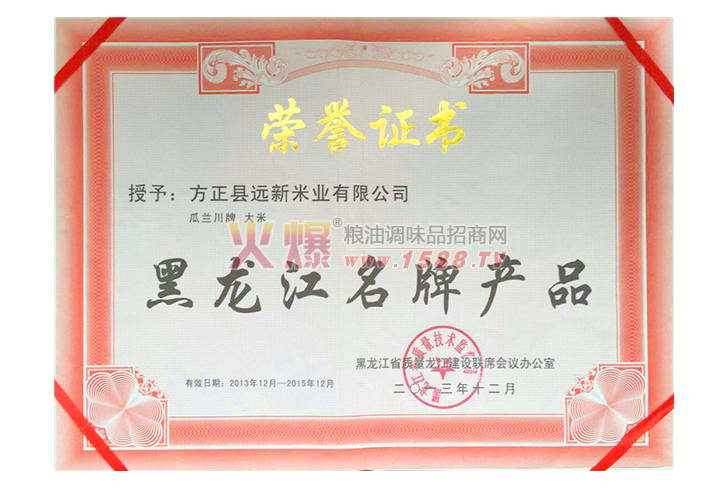 荣誉证书
授予：方正县远新米业有限公司
瓜兰川牌 大米
火爆®粮油调味品招商网
www.1588.TV
黑龙江名牌产品
黑龙江省质量龙江建设联席会议办公室
有效日期：2013年12月—2015年12月
二〇一三年十二月